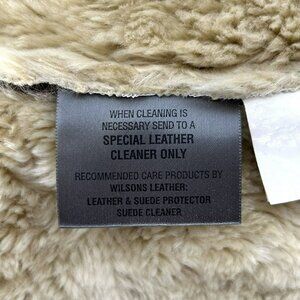 WHEN CLEANING IS
NECESSARY SEND TO A
SPECIAL LEATHER
CLEANER ONLY
RECOMMENDED CARE PRODUCTS BY
WILSONS LEATHER:
LEATHER & SUEDE PROTECTOR
SUEDE CLEANER